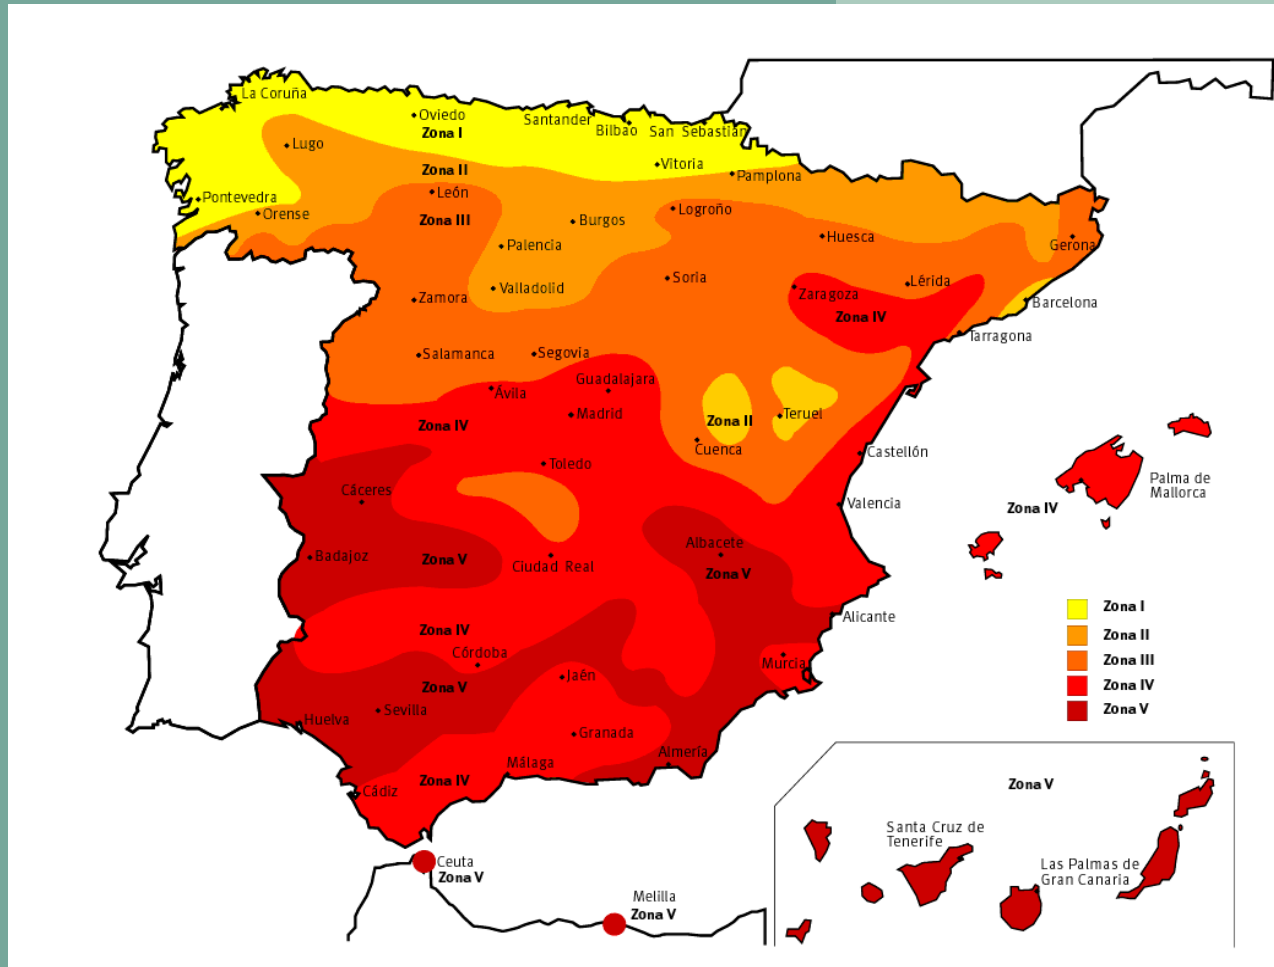 La Coruña
Oviedo
Santander
Bilbao
San Sebastián
Zona I
Lugo
Vitoria
Zona II
Pamplona
León
Pontevedra
Orense
Zona III
Logroño
Burgos
Huesca
Gerona
Palencia
Soria
Lérida
Valladolid
Zaragoza
Zamora
Barcelona
Zona IV
Tarragona
Salamanca
Segovia
Guadalajara
Ávila
Madrid
Teruel
Zona II
Zona IV
Cuenca
Castellón
Toledo
Palma de
Mallorca
Cáceres
Valencia
Zona IV
Albacete
Badajoz
Zona V
Ciudad Real
Zona V
Zona I
Alicante
Zona II
Zona IV
Córdoba
Zona III
Murcia
Jaén
Zona IV
Zona V
Sevilla
Zona V
Huelva
Granada
Almería
Málaga
Zona IV
Cádiz
Zona V
Santa Cruz de
Tenerife
Ceuta
Zona V
Las Palmas de
Gran Canaria
Melilla
Zona V